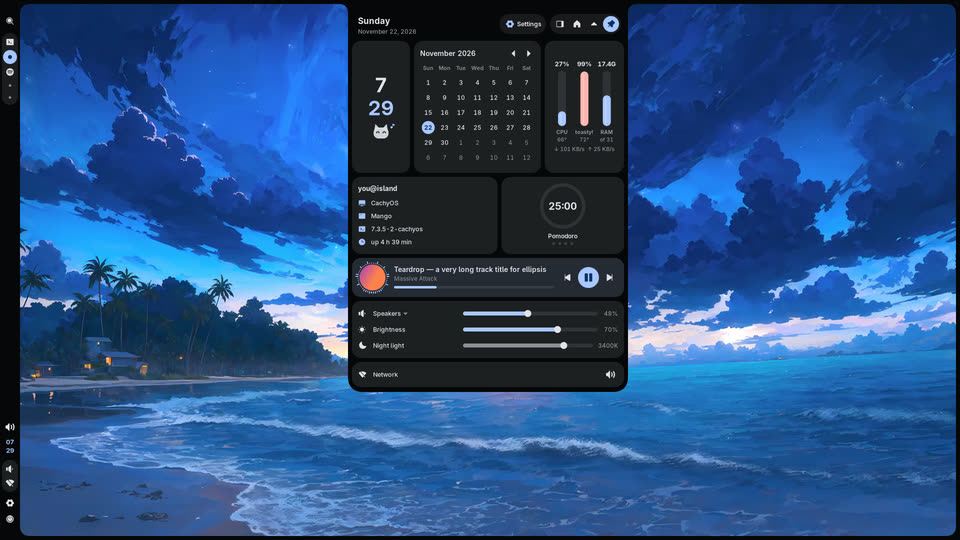 Sunday
November 22, 2026
Settings
7
29
November 2026
Sun Mon Tue Wed Thu Fri Sat
1 2 3 4 5 6 7
8 9 10 11 12 13 14
15 16 17 18 19 20 21
22 23 24 25 26 27 28
29 30 1 2 3 4 5
6 7 8 9 10 11 12
27% 99% 17.4G
CPU toasty! RAM
66° 71° of 31
↓ 101 KB/s ↑ 25 KB/s
you@island
CachyOS
Mango
7.3.5-2-cachyos
up 4 h 39 min
25:00
Pomodoro
Teardrop — a very long track title for ellipsis
Massive Attack
Speakers 48%
Brightness 70%
Night light 3400K
Network
07
29